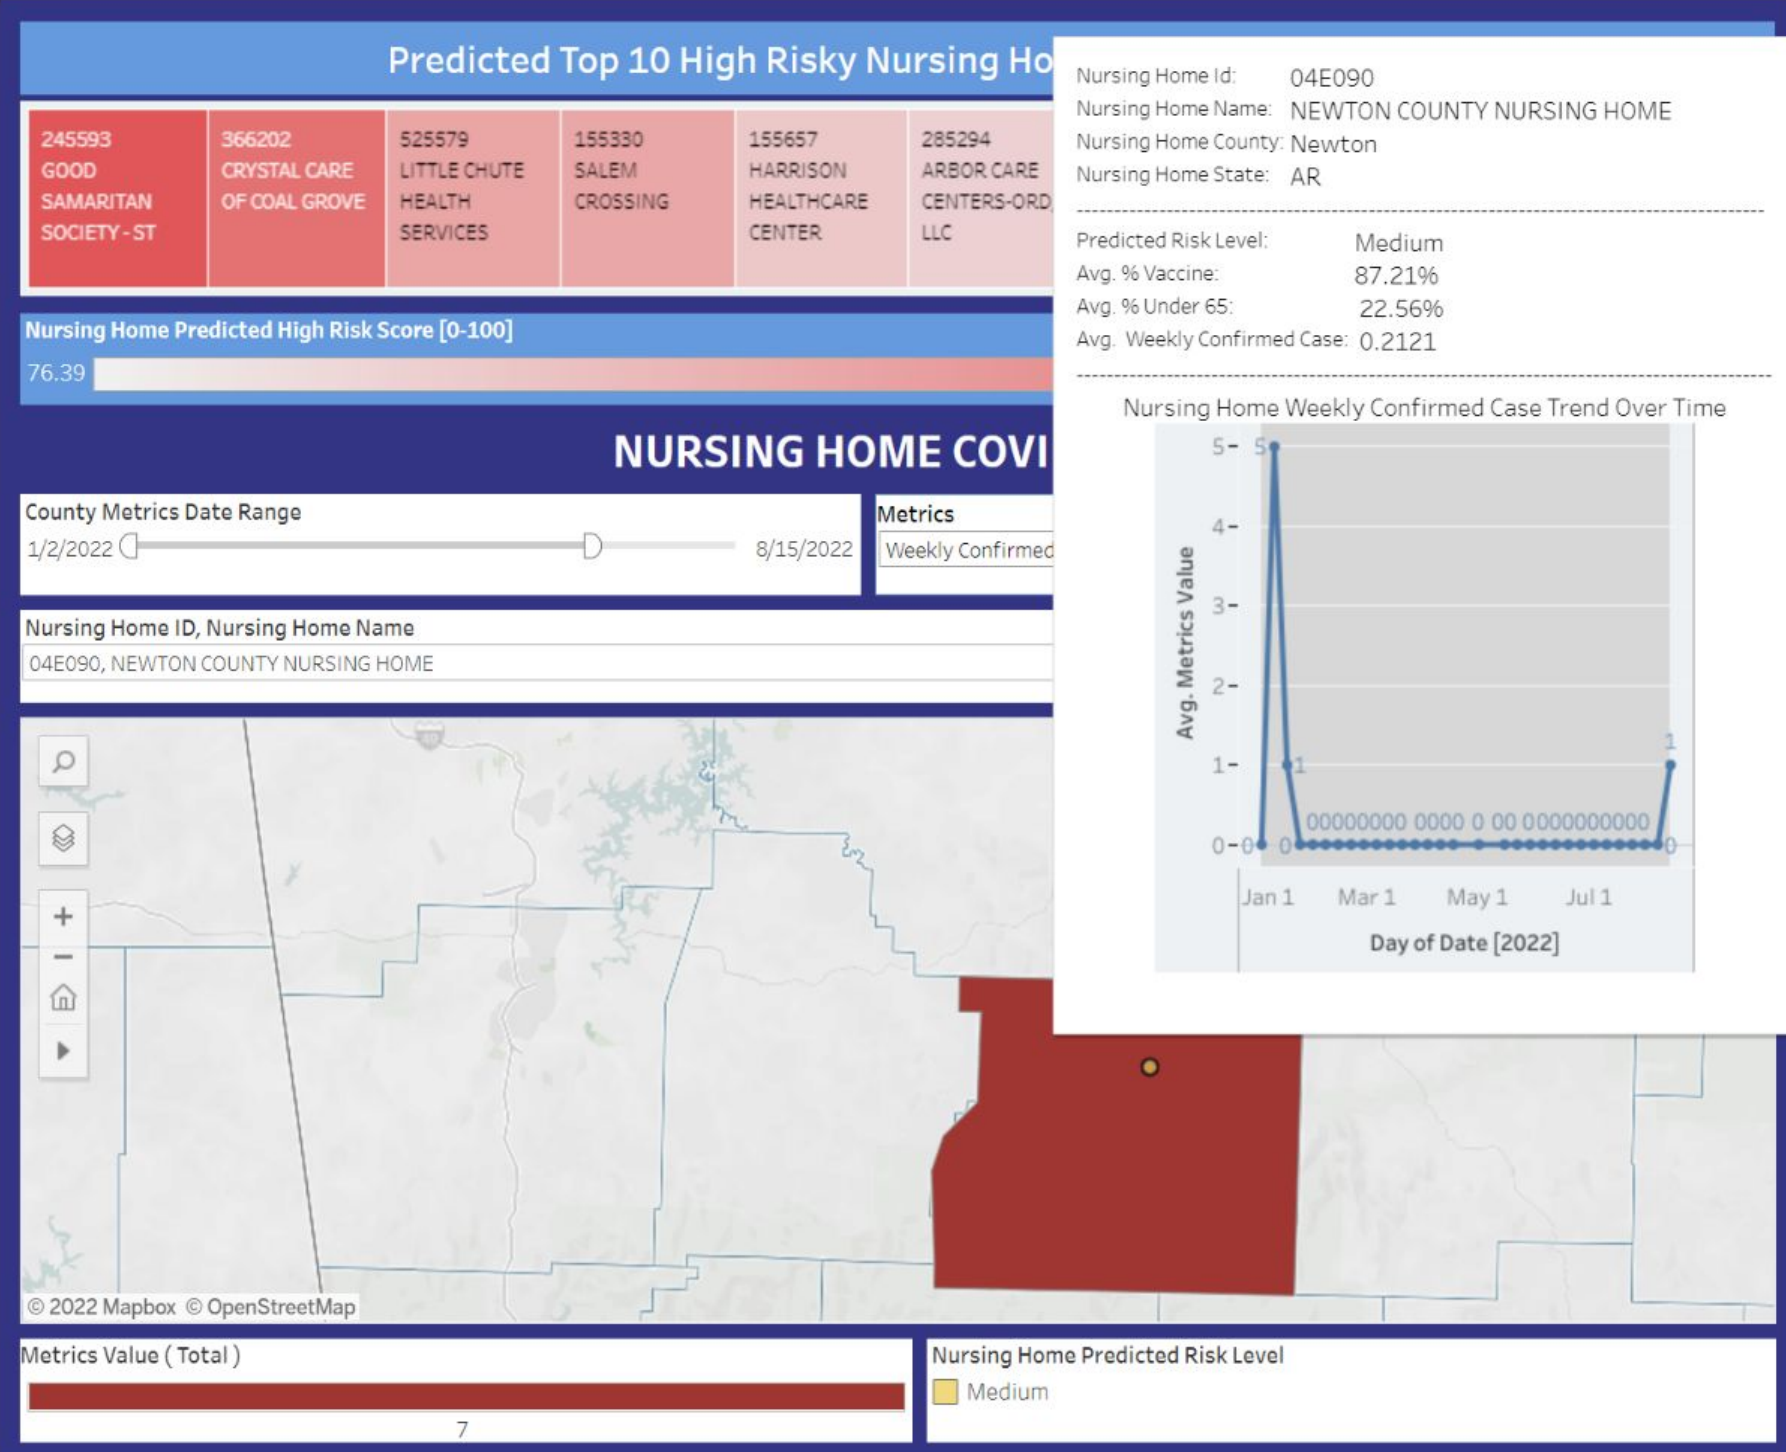 Predicted Top 10 High Risky Nursing Ho
245593
GOOD
SAMARITAN
SOCIETY - ST
366202
CRYSTAL CARE
OF COAL GROVE
525579
LITTLE CHUTE
HEALTH
SERVICES
155330
SALEM
CROSSING
155657
HARRISON
HEALTHCARE
CENTER
285294
ARBOR CARE
CENTERS-ORD,
LLC
Nursing Home Predicted High Risk Score [0-100]
76.39
NURSING HOME COVI
County Metrics Date Range
1/2/2022
8/15/2022
Metrics
Weekly Confirmed
Nursing Home ID, Nursing Home Name
04E090, NEWTON COUNTY NURSING HOME
Nursing Home Id: 04E090
Nursing Home Name: NEWTON COUNTY NURSING HOME
Nursing Home County: Newton
Nursing Home State: AR
Predicted Risk Level: Medium
Avg. % Vaccine: 87.21%
Avg. % Under 65: 22.56%
Avg. Weekly Confirmed Case: 0.2121
Nursing Home Weekly Confirmed Case Trend Over Time
Avg. Metrics Value
5
4
3
2
1
0
5
1
1
0 0 00000000 0000 0 00 0000000000 0
Jan 1 Mar 1 May 1 Jul 1
Day of Date [2022]
© 2022 Mapbox © OpenStreetMap
Metrics Value ( Total )
7
Nursing Home Predicted Risk Level
Medium